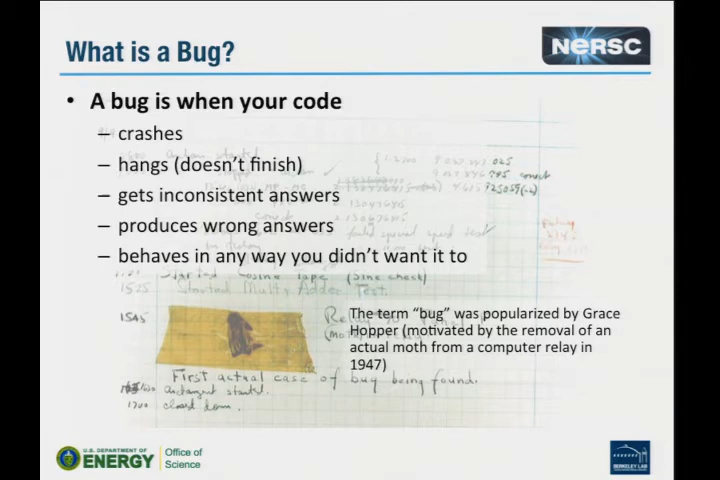 What is a Bug?
NERSC
• A bug is when your code
– crashes
– hangs (doesn't finish)
– gets inconsistent answers
– produces wrong answers
– behaves in any way you didn't want it to
Started Cosine Tape (Sine check)
1525 Started Mult, Adder Test.
1545 Relay
The term "bug" was popularized by Grace
Hopper (motivated by the removal of an
actual moth from a computer relay in
1947)
First actual case of bug being found.
started.
1700 closed down.
U.S. DEPARTMENT OF
ENERGY
Office of
Science
BERKELEY LAB